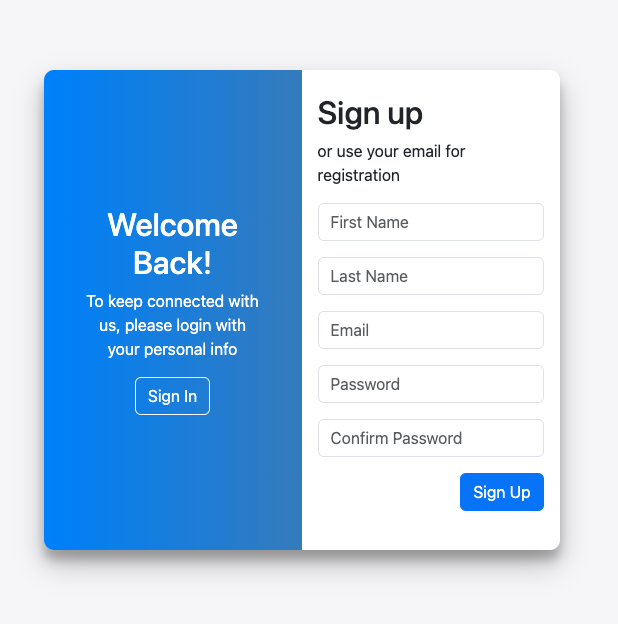 Welcome
Back!
To keep connected with
us, please login with
your personal info
Sign In
Sign up
or use your email for
registration
First Name
Last Name
Email
Password
Confirm Password
Sign Up